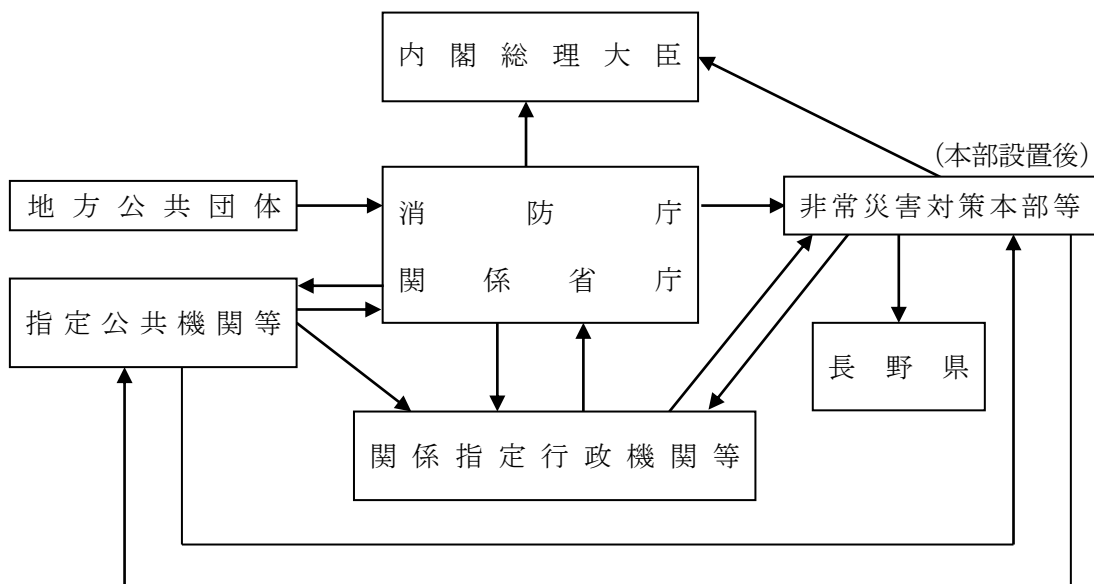 内閣総理大臣
(本部設置後)
地方公共団体
消防庁
関係省庁
非常災害対策本部等
指定公共機関等
長野県
関係指定行政機関等